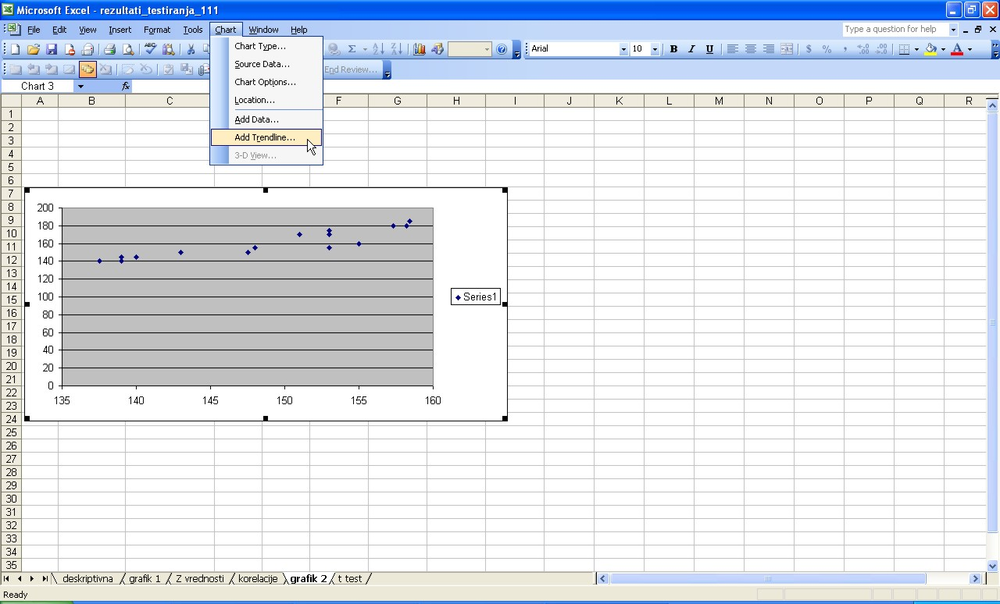 Microsoft Excel - rezultati_testiranja_111
File Edit View Insert Format Tools Chart Window Help Type a question for help
Arial 10 B I U $ %
End Review...
Chart 3 fx
Chart Type...
Source Data...
Chart Options...
Location...
Add Data...
Add Trendline...
3-D View...
A B C F G H I J K L M N O P Q R
1
2
3
4
5
6
7
8
9
10
11
12
13
14
15
16
17
18
19
20
21
22
23
24
25
26
27
28
29
30
31
32
33
34
35
200
180
160
140
120
100
80
60
40
20
0
135 140 145 150 155 160
Series1
deskriptivna grafik 1 Z vrednosti korelacije grafik 2 t test
Ready